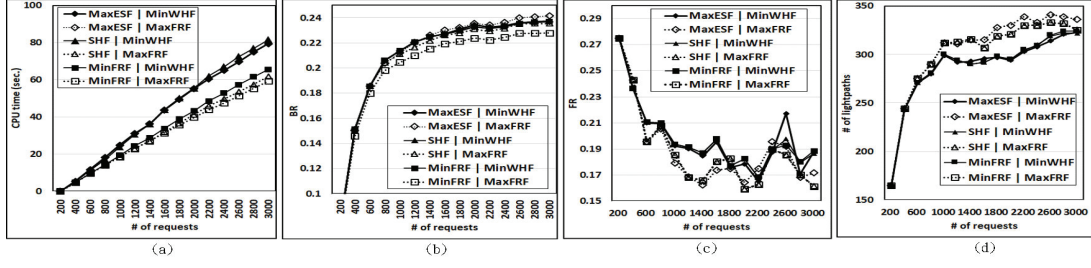 CPU time (sec.)
100
80
60
40
20
0
MaxESF | MinWHF
MaxESF | MaxFRF
SHF | MinWHF
SHF | MaxFRF
MinFRF | MinWHF
MinFRF | MaxFRF
200 400 600 800 1000 1200 1400 1600 1800 2000 2200 2400 2600 2800 3000
# of requests
(a)
BR
0.24
0.22
0.2
0.18
0.16
0.14
0.12
0.1
MaxESF | MinWHF
MaxESF | MaxFRF
SHF | MinWHF
SHF | MaxFRF
MinFRF | MinWHF
MinFRF | MaxFRF
200 400 600 800 1000 1200 1400 1600 1800 2000 2200 2400 2600 2800 3000
# of requests
(b)
FR
0.29
0.27
0.25
0.23
0.21
0.19
0.17
0.15
MaxESF | MinWHF
MaxESF | MaxFRF
SHF | MinWHF
SHF | MaxFRF
MinFRF | MinWHF
MinFRF | MaxFRF
200 600 1000 1400 1800 2200 2600 3000
# of requests
(c)
# of lightpaths
350
300
250
200
150
MaxESF | MinWHF
MaxESF | MaxFRF
SHF | MinWHF
SHF | MaxFRF
MinFRF | MinWHF
MinFRF | MaxFRF
200 600 1000 1400 1800 2200 2600 3000
# of requests
(d)